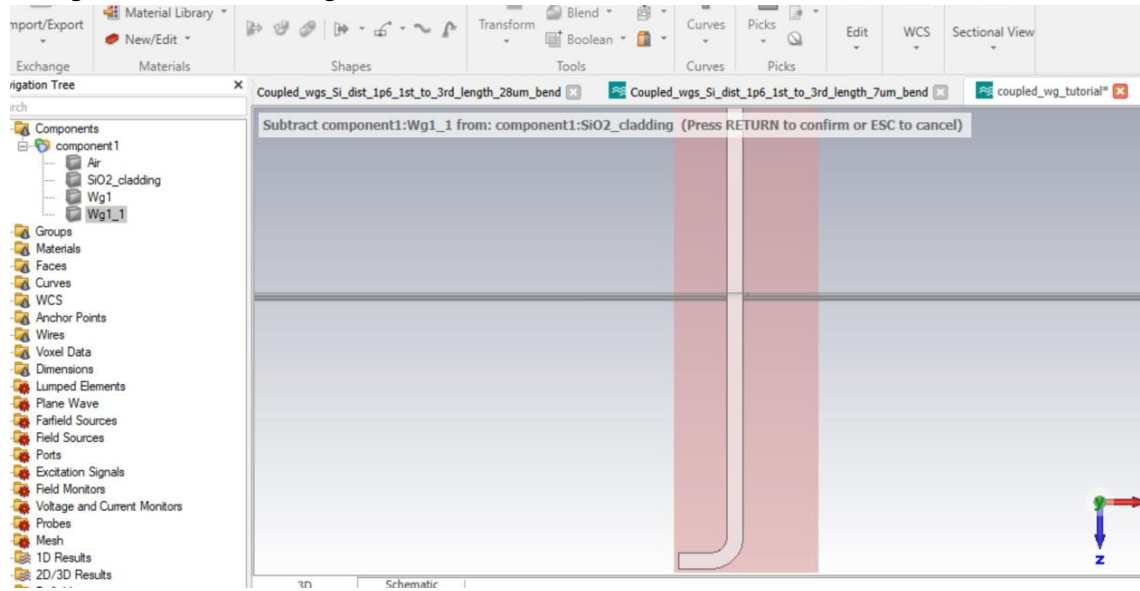 Material Library
Blend
mport/Export
New/Edit
Transform
Boolean
Curves
Picks
Edit
WCS
Sectional View
Exchange
Materials
Shapes
Tools
Curves
Picks
vigation Tree
Coupled_wgs_Si_dist_1p6_1st_to_3rd_length_28um_bend
Coupled_wgs_Si_dist_1p6_1st_to_3rd_length_7um_bend
coupled_wg_tutorial*
rch
Subtract component1:Wg1_1 from: component1:SiO2_cladding (Press RETURN to confirm or ESC to cancel)
Components
component1
Air
SiO2_cladding
Wg1
Wg1_1
Groups
Materials
Faces
Curves
WCS
Anchor Points
Wires
Voxel Data
Dimensions
Lumped Elements
Plane Wave
Farfield Sources
Field Sources
Ports
Excitation Signals
Field Monitors
Voltage and Current Monitors
Probes
Mesh
1D Results
2D/3D Results
y
z
3D
Schematic